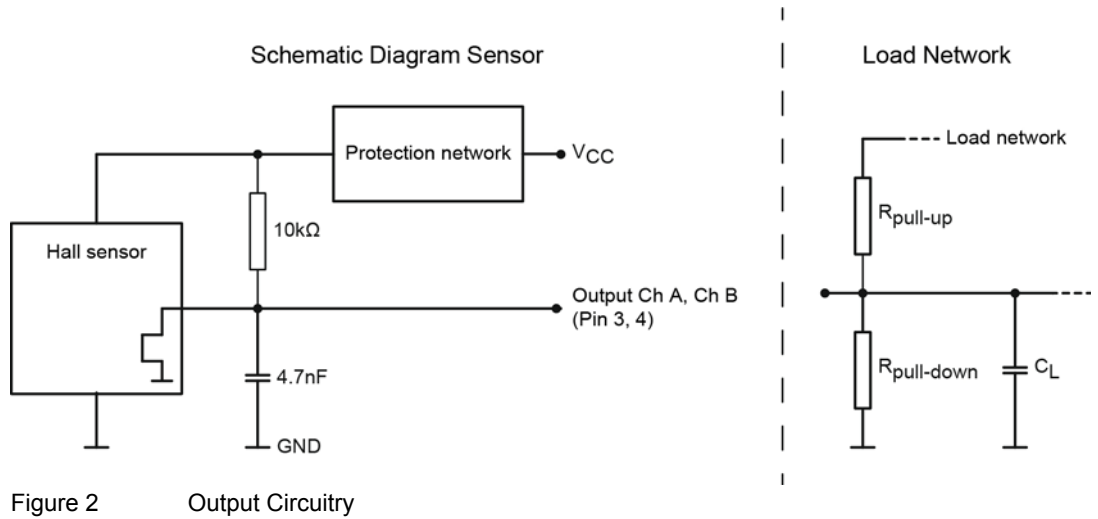 Schematic Diagram Sensor
Load Network
Protection network
VCC
Load network
Hall sensor
10kΩ
Rpull-up
Output Ch A, Ch B
(Pin 3, 4)
4.7nF
Rpull-down
CL
GND
Figure 2 Output Circuitry